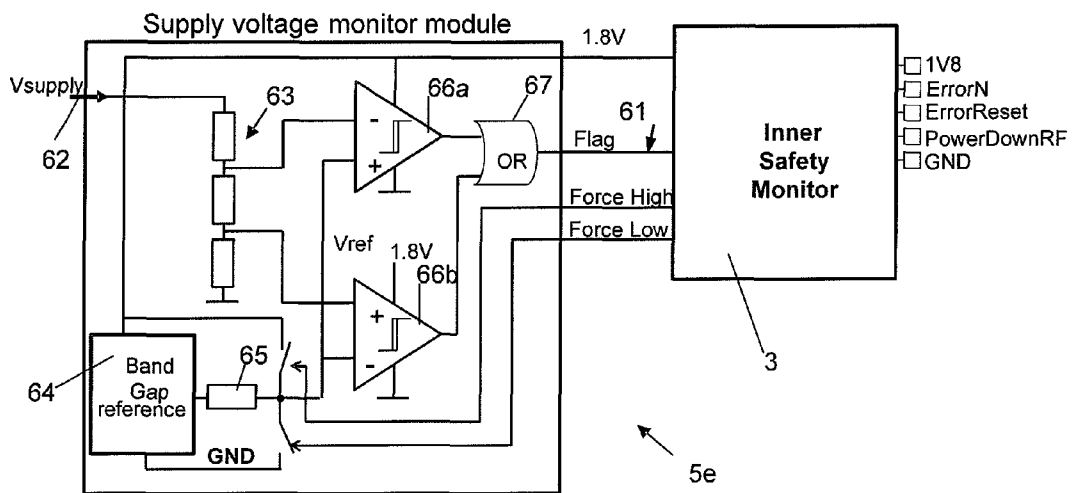 Supply voltage monitor module
1.8V
Vsupply
62
63
66a
67
61
-
+
OR
Flag
Force High
Force Low
Inner
Safety
Monitor
1V8
ErrorN
ErrorReset
PowerDownRF
GND
Vref
1.8V
66b
+
-
64
Band
Gap
reference
65
GND
3
5e